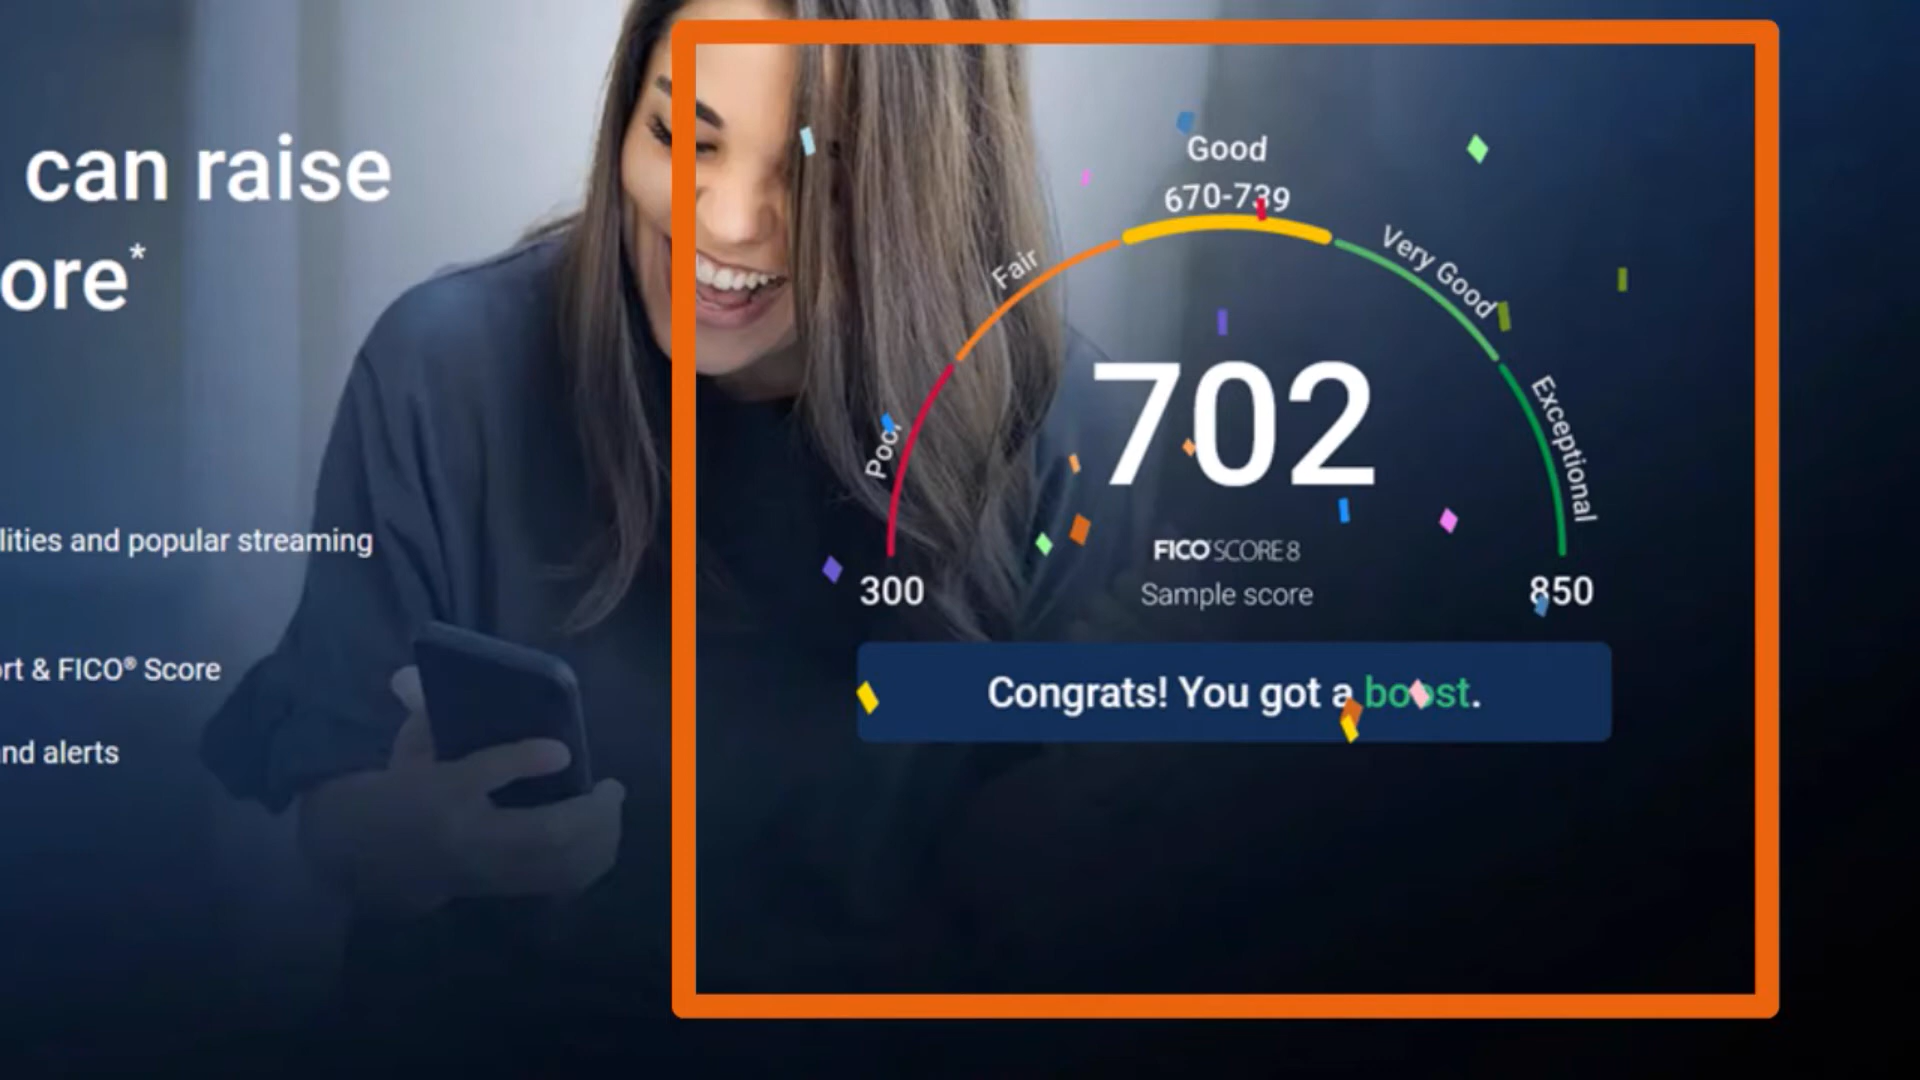 can raise
ore*
lities and popular streaming
ort & FICO® Score
nd alerts
Good
670-739
Fair
Very Good
Poor
Exceptional
702
FICO SCORE 8
Sample score
300
850
Congrats! You got a boost.